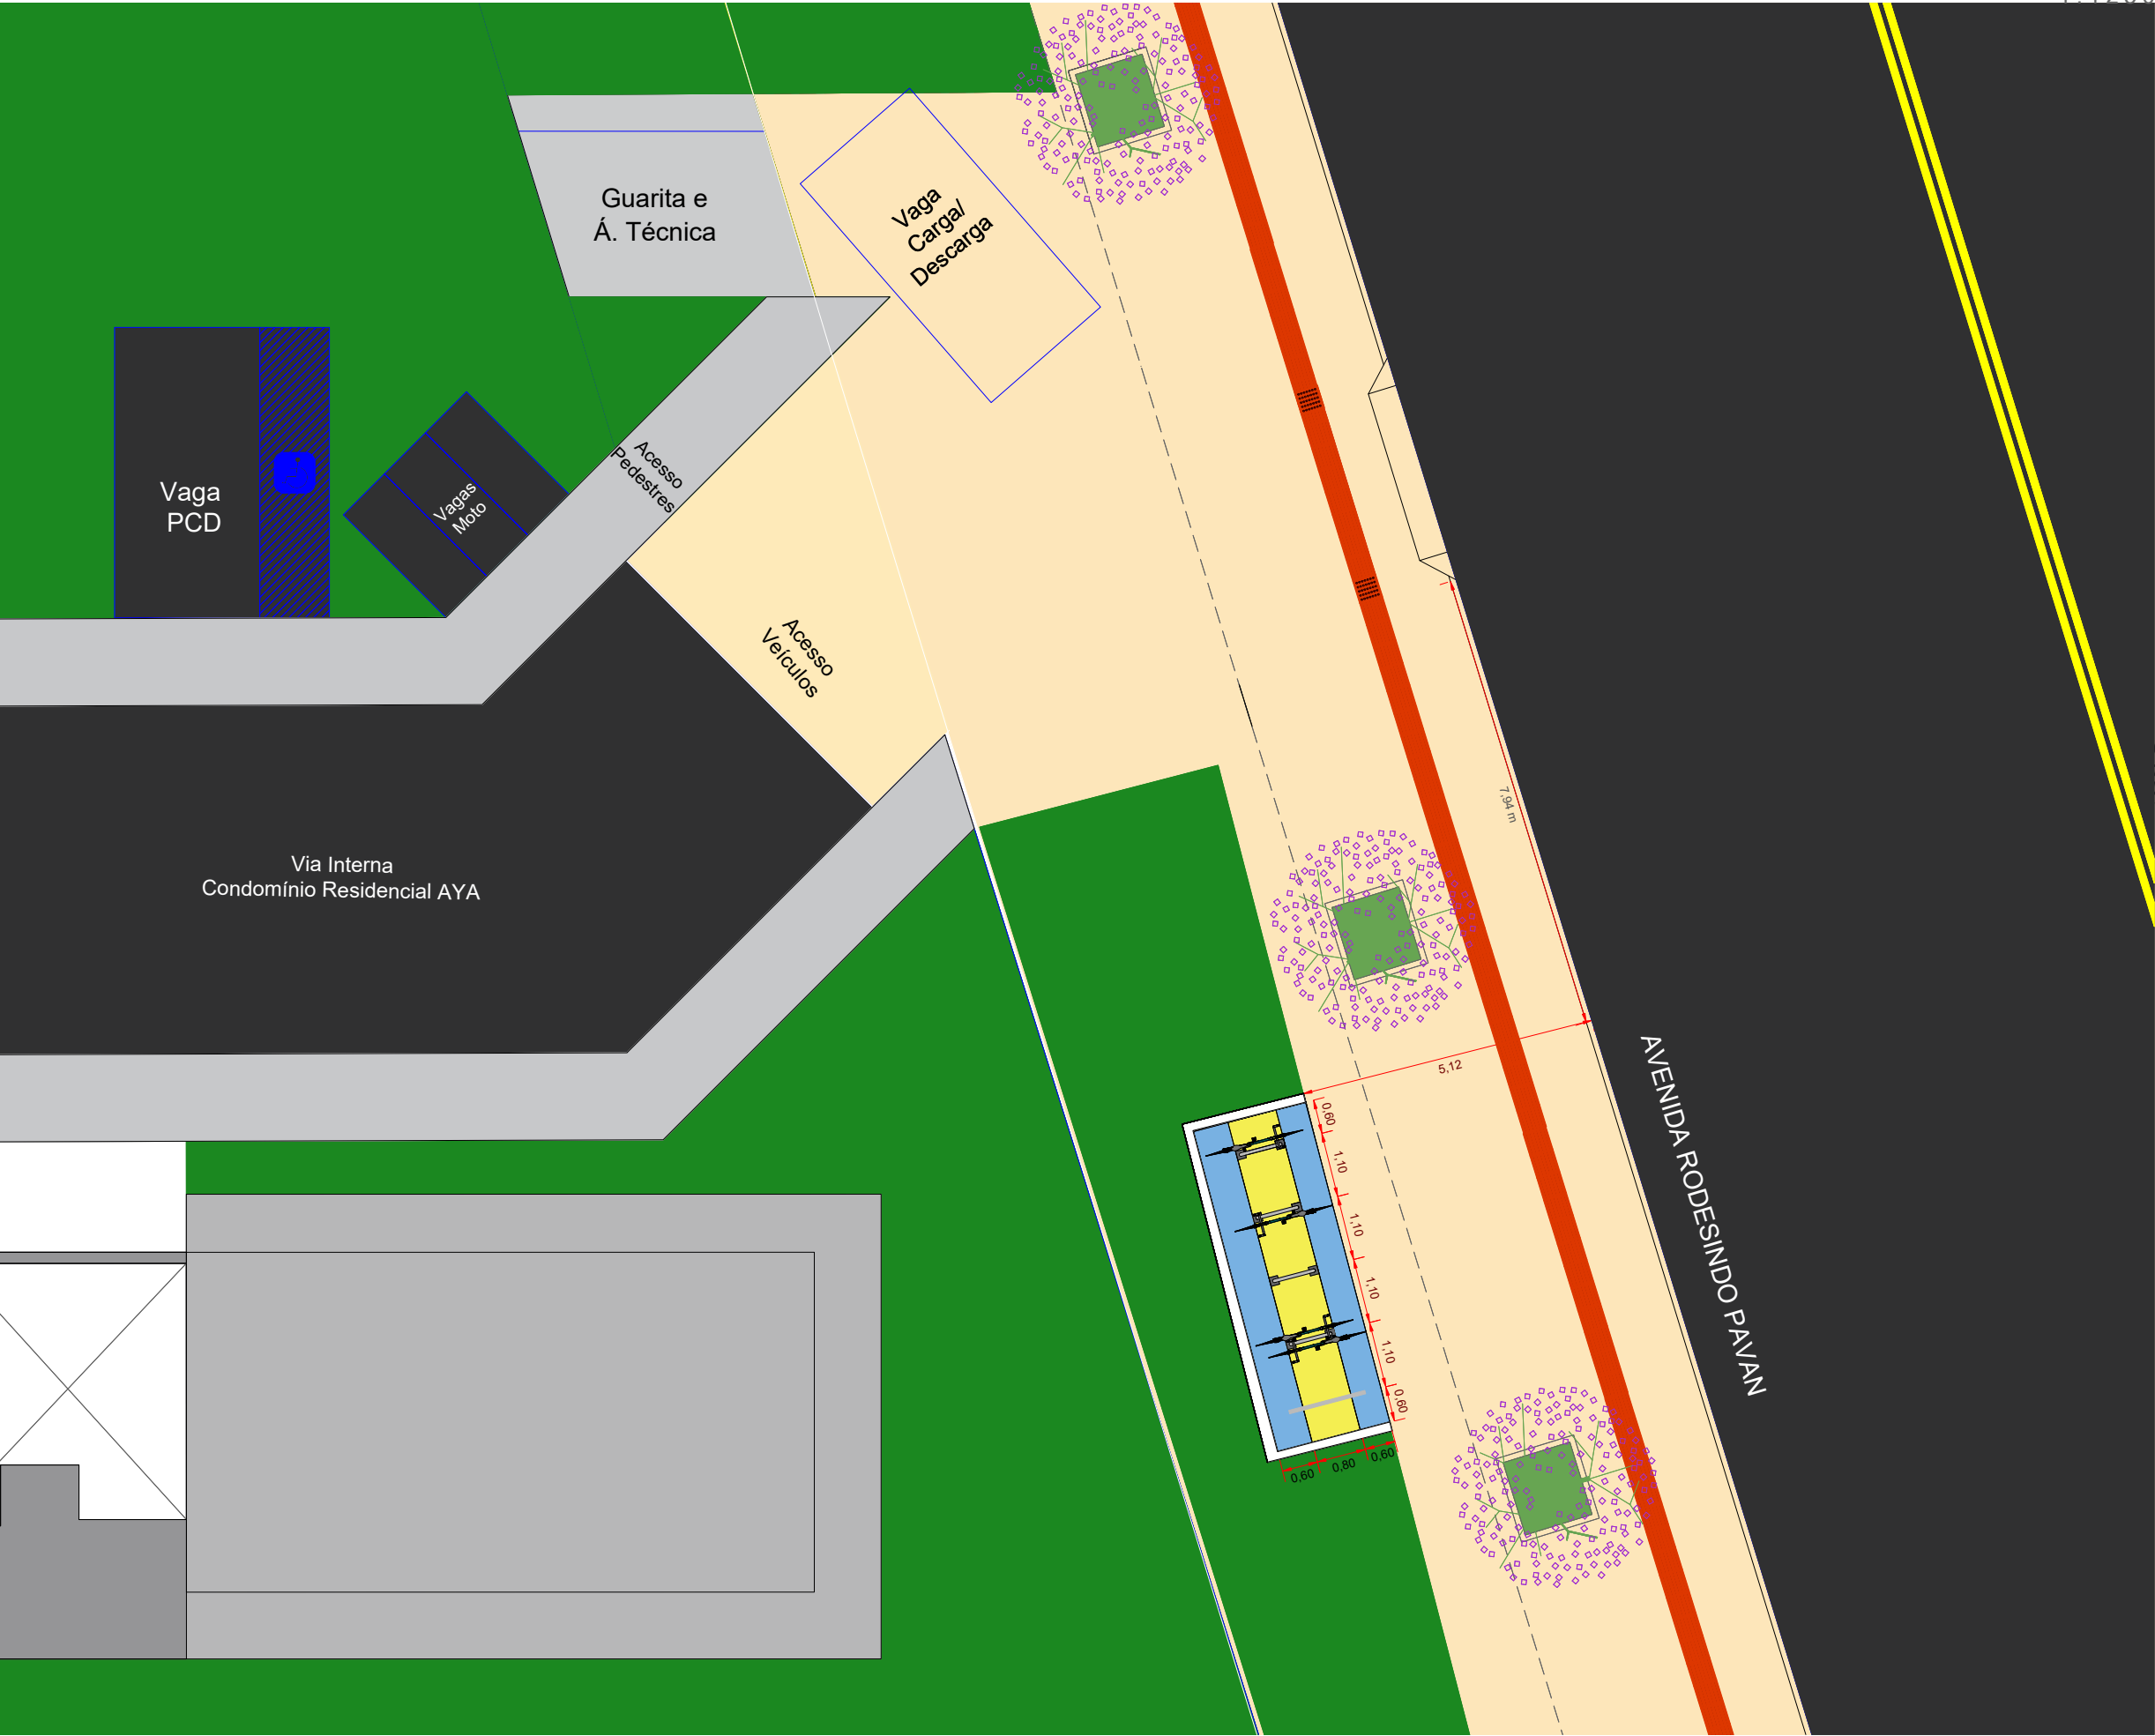 Guarita e
Á. Técnica
Vaga
Carga/
Descarga
Acesso
Pedestres
Vaga
PCD
Vagas
Moto
Acesso
Veículos
Via Interna
Condomínio Residencial AYA
7,94 m
5,12
AVENIDA RODESINDO PAVAN
0,60
1,10
1,10
1,10
1,10
0,60
0,60
0,80
0,60